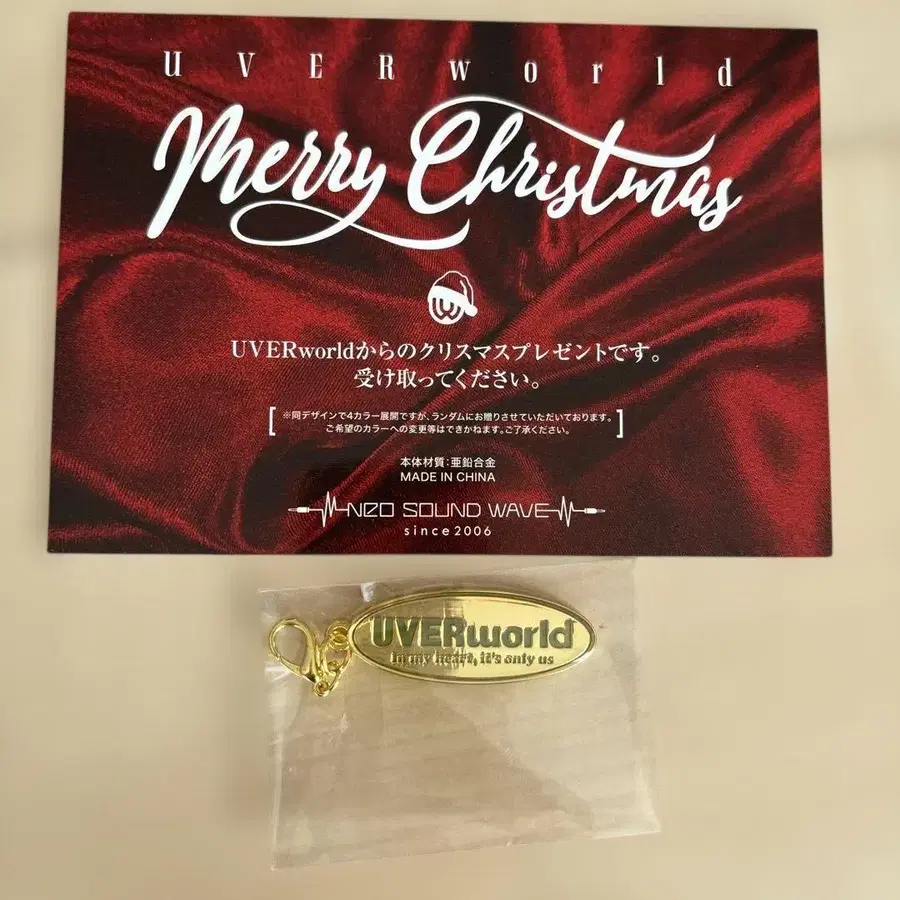 UVERworld
Merry Christmas
UVERworldからのクリスマスプレゼントです。
受け取ってください。
※同デザインで4カラー展開ですが、ランダムにお贈りさせていただいております。
ご希望のカラーへの変更等はできかねます。ご了承ください。
本体材質:亜鉛合金
MADE IN CHINA
NEO SOUND WAVE
since2006
UVERworld
in my heart, it's only us